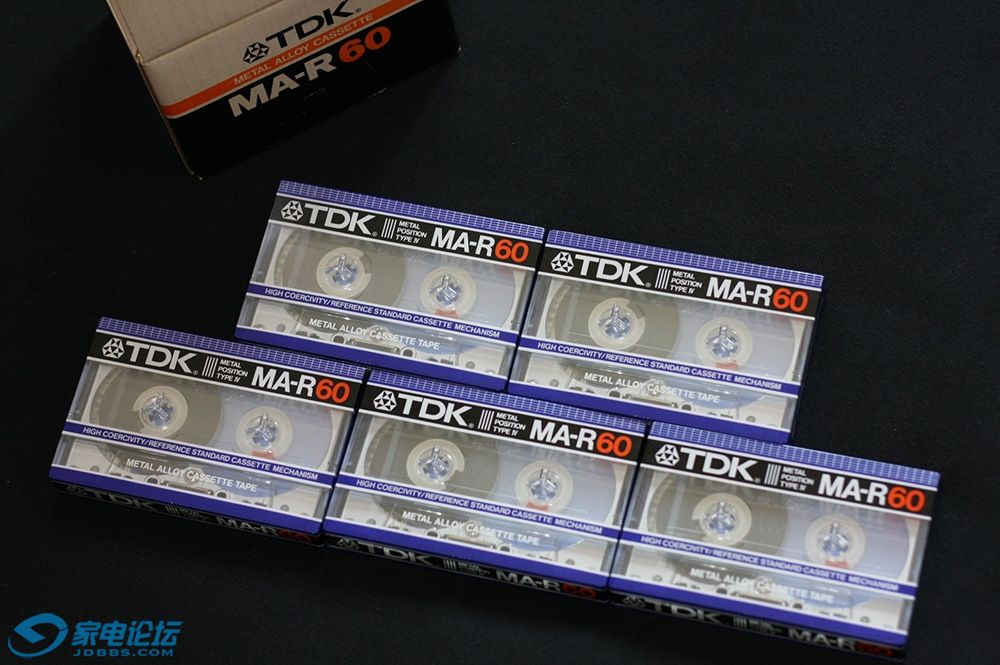 TDK
METAL ALLOY CASSETTE
MA-R 60
TDK® METAL POSITION TYPE IV MA-R60
HIGH COERCIVITY/REFERENCE STANDARD CASSETTE MECHANISM
METAL ALLOY CASSETTE TAPE
TDK® METAL POSITION TYPE IV MA-R60
HIGH COERCIVITY/REFERENCE STANDARD CASSETTE MECHANISM
METAL ALLOY CASSETTE TAPE
TDK® METAL POSITION TYPE IV MA-R60
HIGH COERCIVITY/REFERENCE STANDARD CASSETTE MECHANISM
METAL ALLOY CASSETTE TAPE
TDK MA-R60
TDK® METAL POSITION TYPE IV MA-R60
HIGH COERCIVITY/REFERENCE STANDARD CASSETTE MECHANISM
METAL ALLOY CASSETTE TAPE
TDK MA-R60
TDK® METAL POSITION TYPE IV MA-R60
HIGH COERCIVITY/REFERENCE STANDARD CASSETTE MECHANISM
METAL ALLOY CASSETTE TAPE
TDK MA-R60
家电论坛
JDBBS.COM